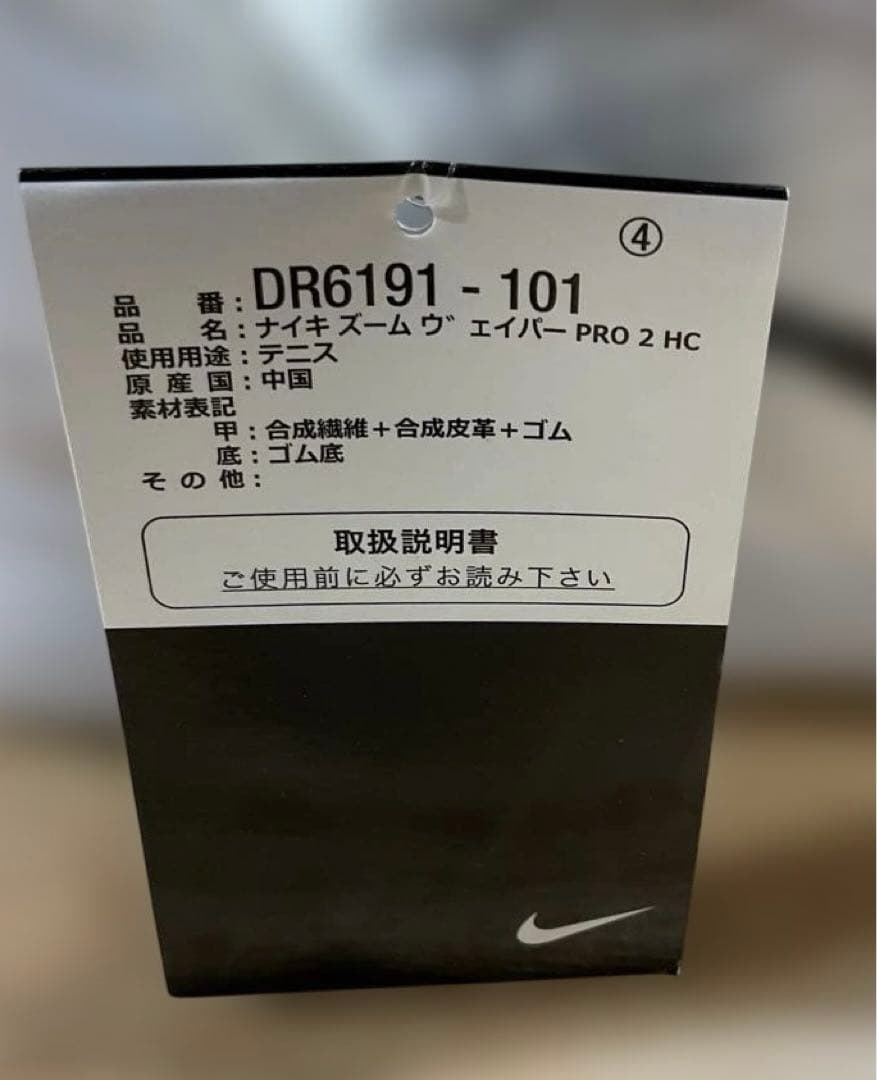 ④
品番：DR6191 - 101
品名：ナイキ ズーム ヴェイパー PRO 2 HC
使用用途：テニス
原産国：中国
素材表記
甲：合成繊維＋合成皮革＋ゴム
底：ゴム底
その他：
取扱説明書
ご使用前に必ずお読み下さい